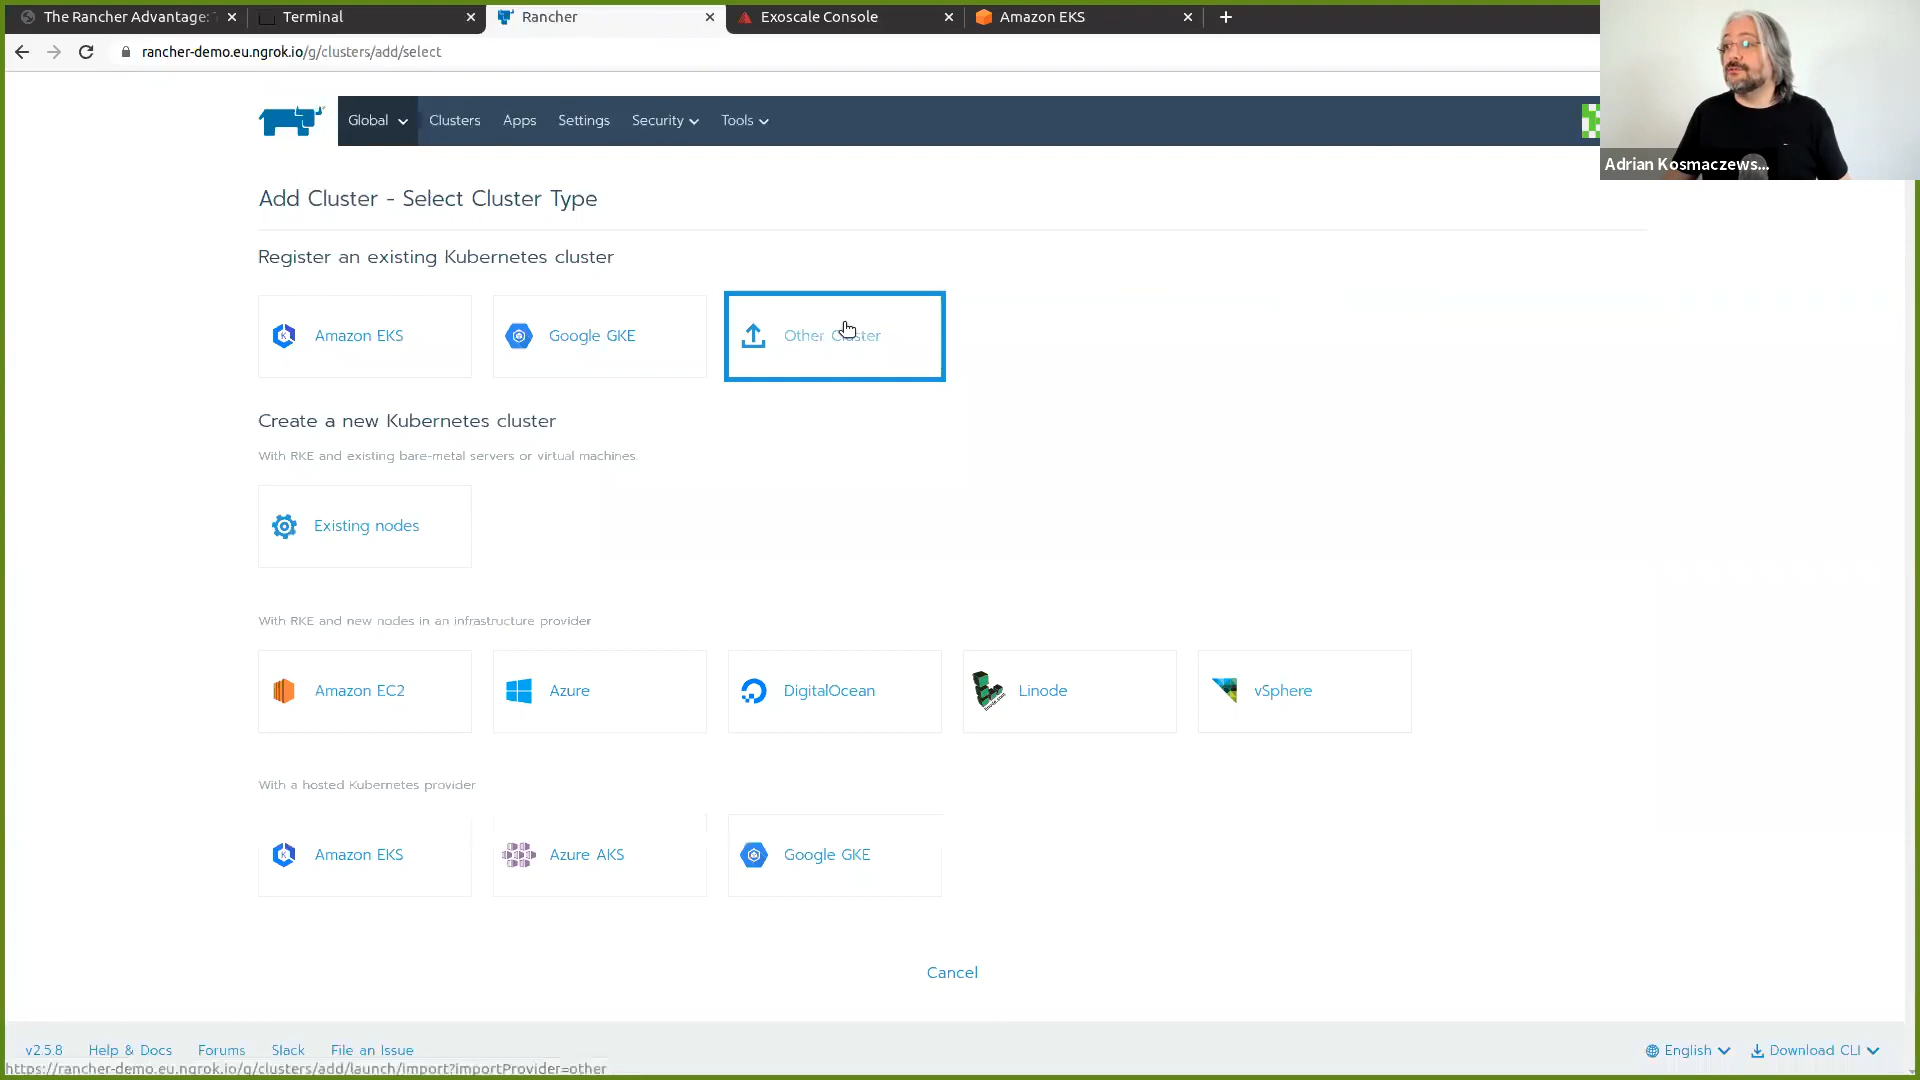 The Rancher Advantage:
Terminal
Rancher
Exoscale Console
Amazon EKS
rancher-demo.eu.ngrok.io/g/clusters/add/select
Global
Clusters
Apps
Settings
Security
Tools
Adrian Kosmaczews...
Add Cluster - Select Cluster Type
Register an existing Kubernetes cluster
Amazon EKS
Google GKE
Other Cluster
Create a new Kubernetes cluster
With RKE and existing bare-metal servers or virtual machines.
Existing nodes
With RKE and new nodes in an infrastructure provider
Amazon EC2
Azure
DigitalOcean
Linode
vSphere
With a hosted Kubernetes provider
Amazon EKS
Azure AKS
Google GKE
Cancel
v2.5.8
Help & Docs
Forums
Slack
File an Issue
English
Download CLI
https://rancher-demo.eu.ngrok.io/g/clusters/add/launch/import?importProvider=other